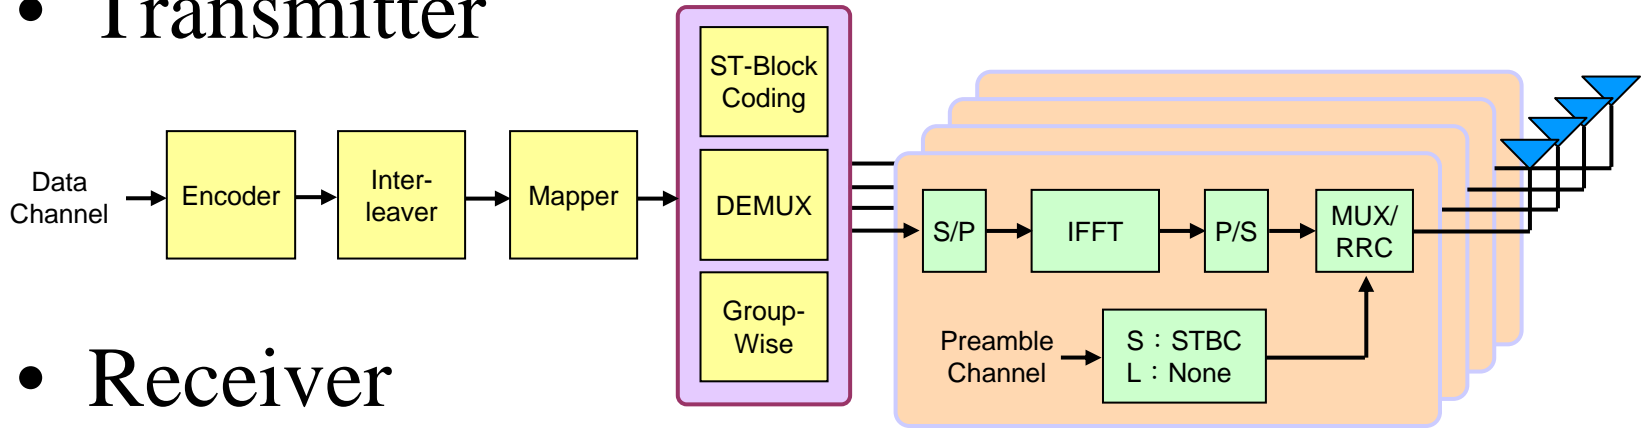 • Transmitter
ST-Block
Coding
Data
Channel
Encoder
Inter-
leaver
Mapper
DEMUX
Group-
Wise
S/P
IFFT
P/S
MUX/
RRC
Preamble
Channel
S：STBC
L：None
• Receiver